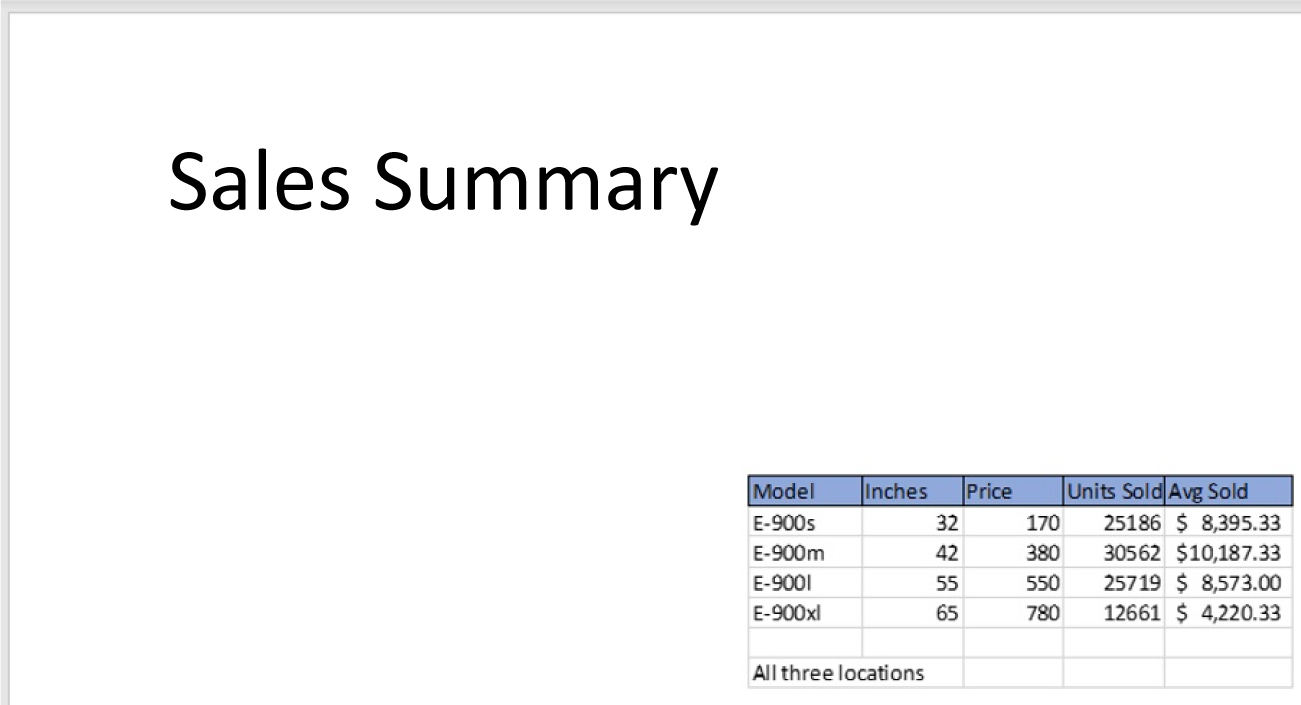 Sales Summary
Model Inches Price Units Sold Avg Sold
E-900s 32 170 25186 $ 8,395.33
E-900m 42 380 30562 $10,187.33
E-900l 55 550 25719 $ 8,573.00
E-900xl 65 780 12661 $ 4,220.33
All three locations